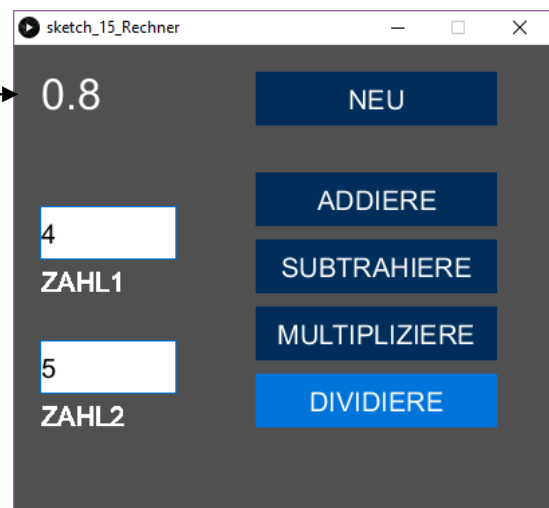 sketch_15_Rechner
0.8
NEU
ADDIERE
4
ZAHL1
SUBTRAHIERE
MULTIPLIZIERE
5
ZAHL2
DIVIDIERE